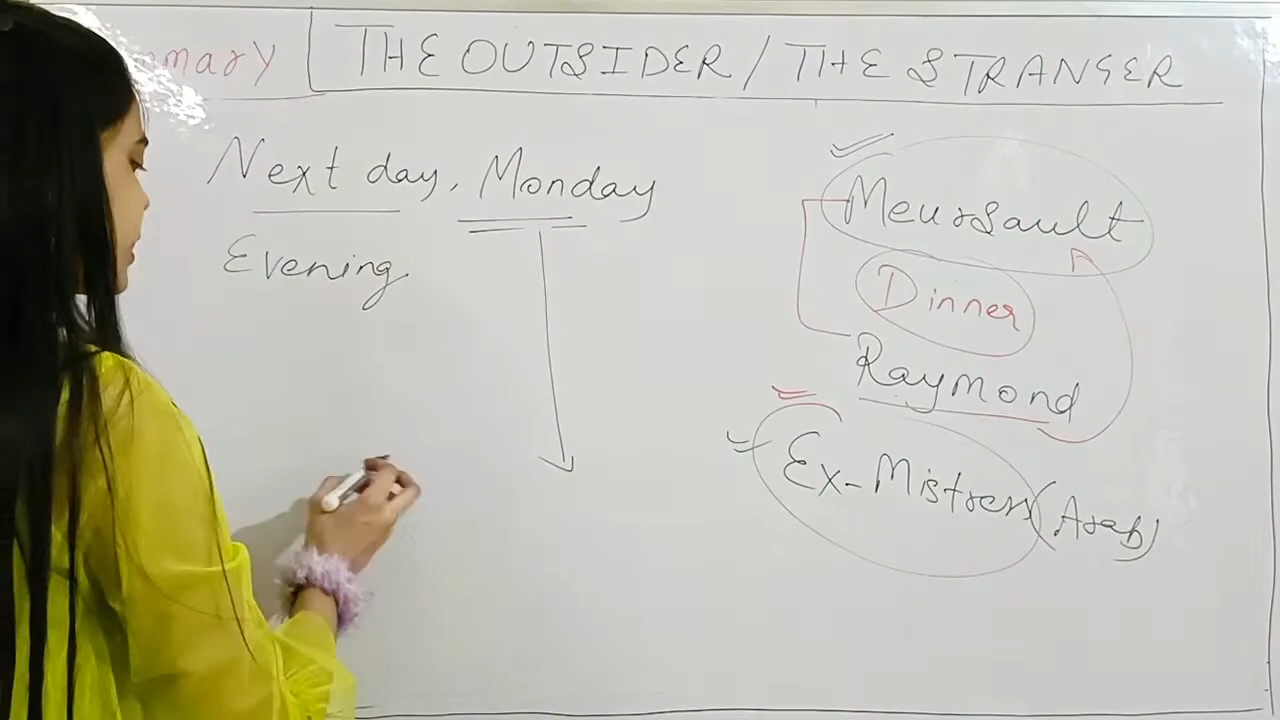 mmary THE OUTSIDER / THE STRANGER
Next day, Monday
Evening
Meursault
Dinner
Raymond
Ex-Mistress (Arab)